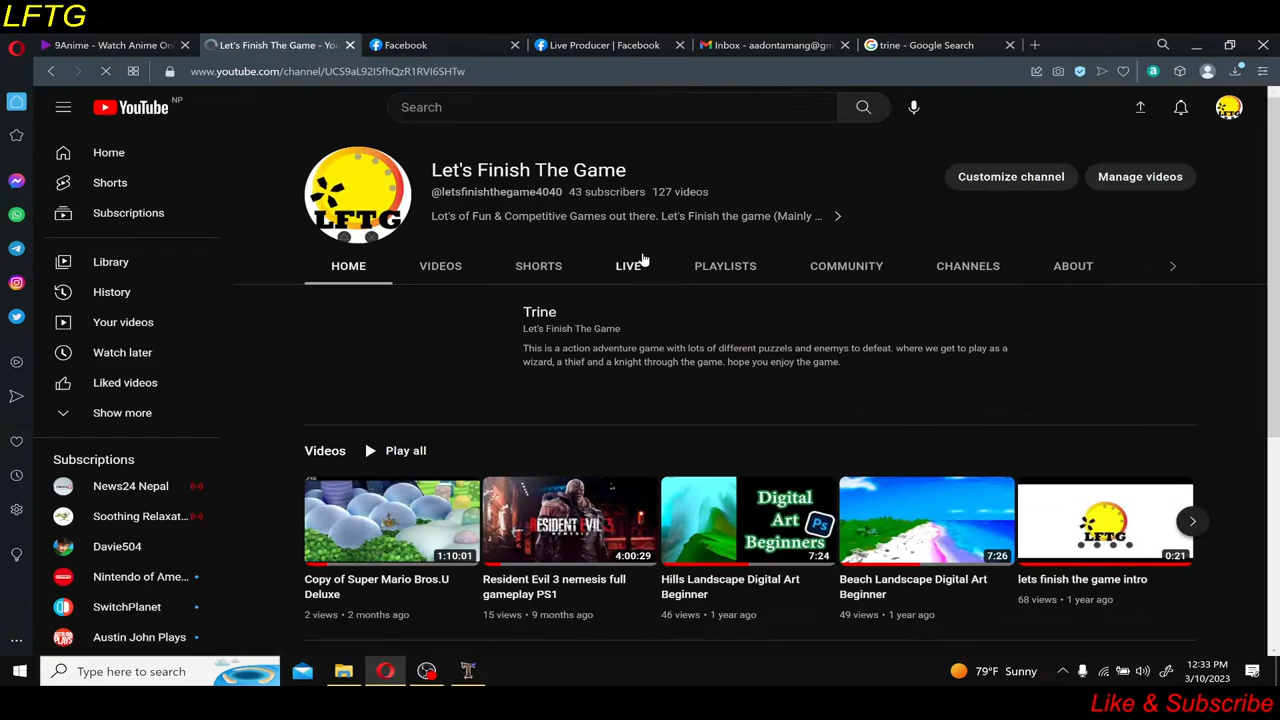 LFTG
9Anime - Watch Anime On
Let's Finish The Game - Yo
Facebook
Live Producer | Facebook
Inbox - aadontamang@gm
trine - Google Search
www.youtube.com/channel/UCS9aL92I5fhQzR1RVI6SHTw
YouTube NP
Search
Home
Shorts
Subscriptions
Library
History
Your videos
Watch later
Liked videos
Show more
Subscriptions
News24 Nepal
Soothing Relaxat...
Davie504
Nintendo of Ame...
SwitchPlanet
Austin John Plays
LFTG
Let's Finish The Game
@letsfinishthegame4040 43 subscribers 127 videos
Lot's of Fun & Competitive Games out there. Let's Finish the game (Mainly ...
Customize channel
Manage videos
HOME VIDEOS SHORTS LIVE PLAYLISTS COMMUNITY CHANNELS ABOUT
Trine
Let's Finish The Game
This is a action adventure game with lots of different puzzels and enemys to defeat. where we get to play as a
wizard, a thief and a knight through the game. hope you enjoy the game.
Videos Play all
LFTG
1:10:01
Copy of Super Mario Bros.U
Deluxe
2 views • 2 months ago
RESIDENT EVIL 3
4:00:29
Resident Evil 3 nemesis full
gameplay PS1
15 views • 9 months ago
Digital
Art
Beginners
Ps
7:24
Hills Landscape Digital Art
Beginner
46 views • 1 year ago
7:26
Beach Landscape Digital Art
Beginner
49 views • 1 year ago
LFTG
0:21
lets finish the game intro
68 views • 1 year ago
Type here to search
79°F Sunny
12:33 PM
3/10/2023
Like & Subscribe